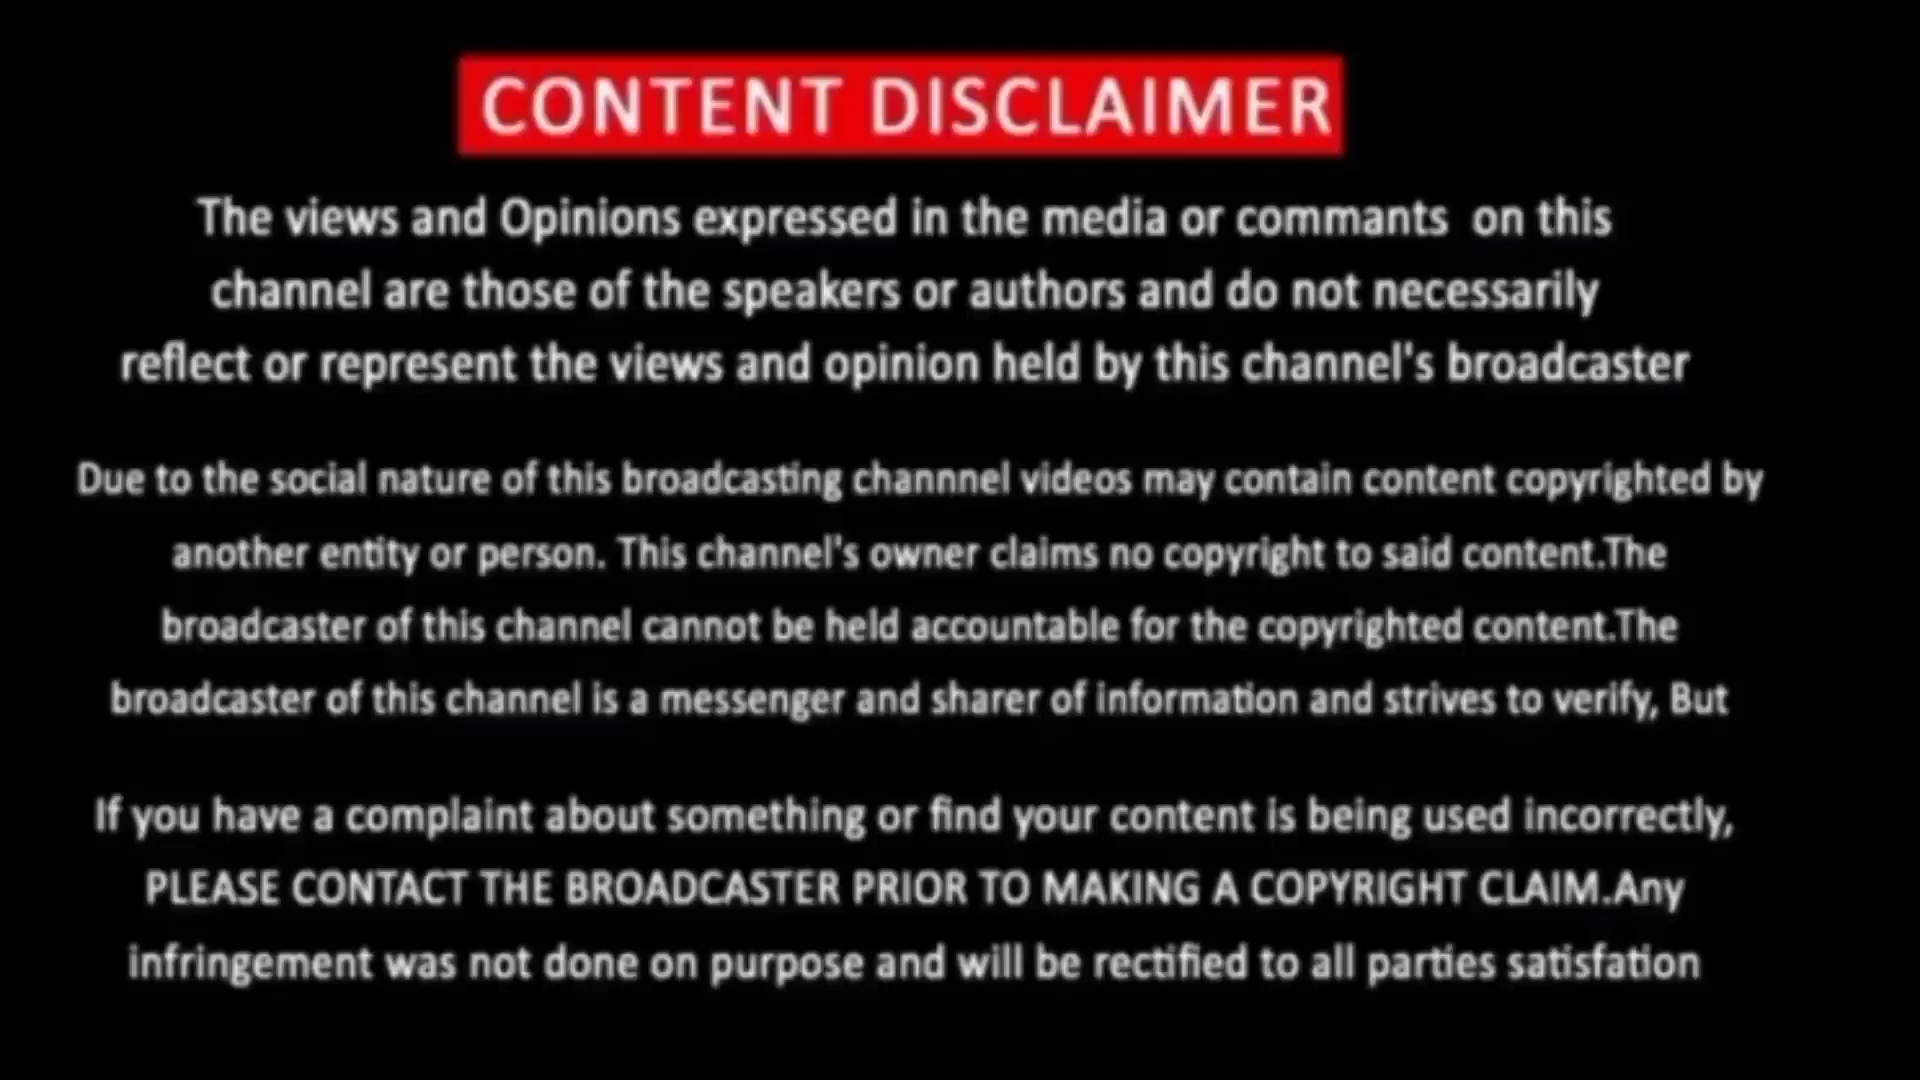 CONTENT DISCLAIMER
The views and Opinions expressed in the media or commants on this
channel are those of the speakers or authors and do not necessarily
reflect or represent the views and opinion held by this channel's broadcaster
Due to the social nature of this broadcasting channnel videos may contain content copyrighted by
another entity or person. This channel's owner claims no copyright to said content.The
broadcaster of this channel cannot be held accountable for the copyrighted content.The
broadcaster of this channel is a messenger and sharer of information and strives to verify, But
If you have a complaint about something or find your content is being used incorrectly,
PLEASE CONTACT THE BROADCASTER PRIOR TO MAKING A COPYRIGHT CLAIM.Any
infringement was not done on purpose and will be rectified to all parties satisfation